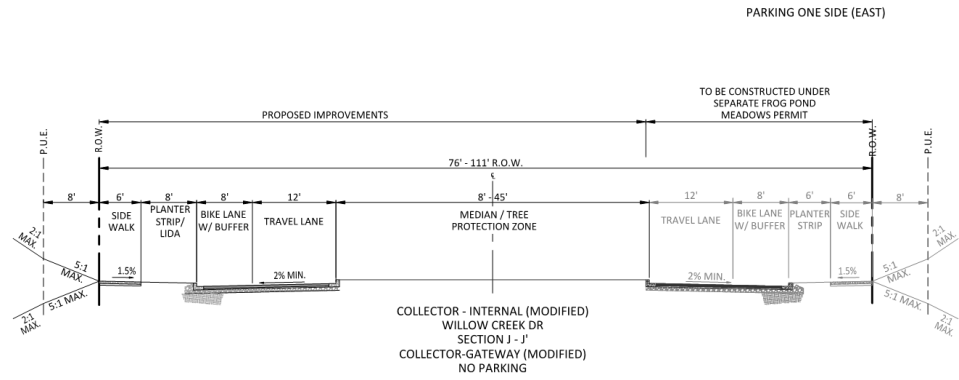 PARKING ONE SIDE (EAST)
TO BE CONSTRUCTED UNDER
SEPARATE FROG POND
MEADOWS PERMIT
PROPOSED IMPROVEMENTS
P.U.E.
R.O.W.
R.O.W.
P.U.E.
76' - 111' R.O.W.
℄
8' 6' 8' 8' 12' 8' - 45' 12' 8' 6' 6' 8'
SIDE
WALK
PLANTER
STRIP/
LIDA
BIKE LANE
W/ BUFFER
TRAVEL LANE
MEDIAN / TREE
PROTECTION ZONE
TRAVEL LANE
BIKE LANE
W/ BUFFER
PLANTER
STRIP
SIDE
WALK
2:1
MAX.
5:1
MAX.
1.5%
2% MIN.
2% MIN.
1.5%
5:1
MAX.
2:1
MAX.
5:1 MAX.
2:1
MAX.
5:1 MAX.
2:1
MAX.
COLLECTOR - INTERNAL (MODIFIED)
WILLOW CREEK DR
SECTION J - J'
COLLECTOR-GATEWAY (MODIFIED)
NO PARKING